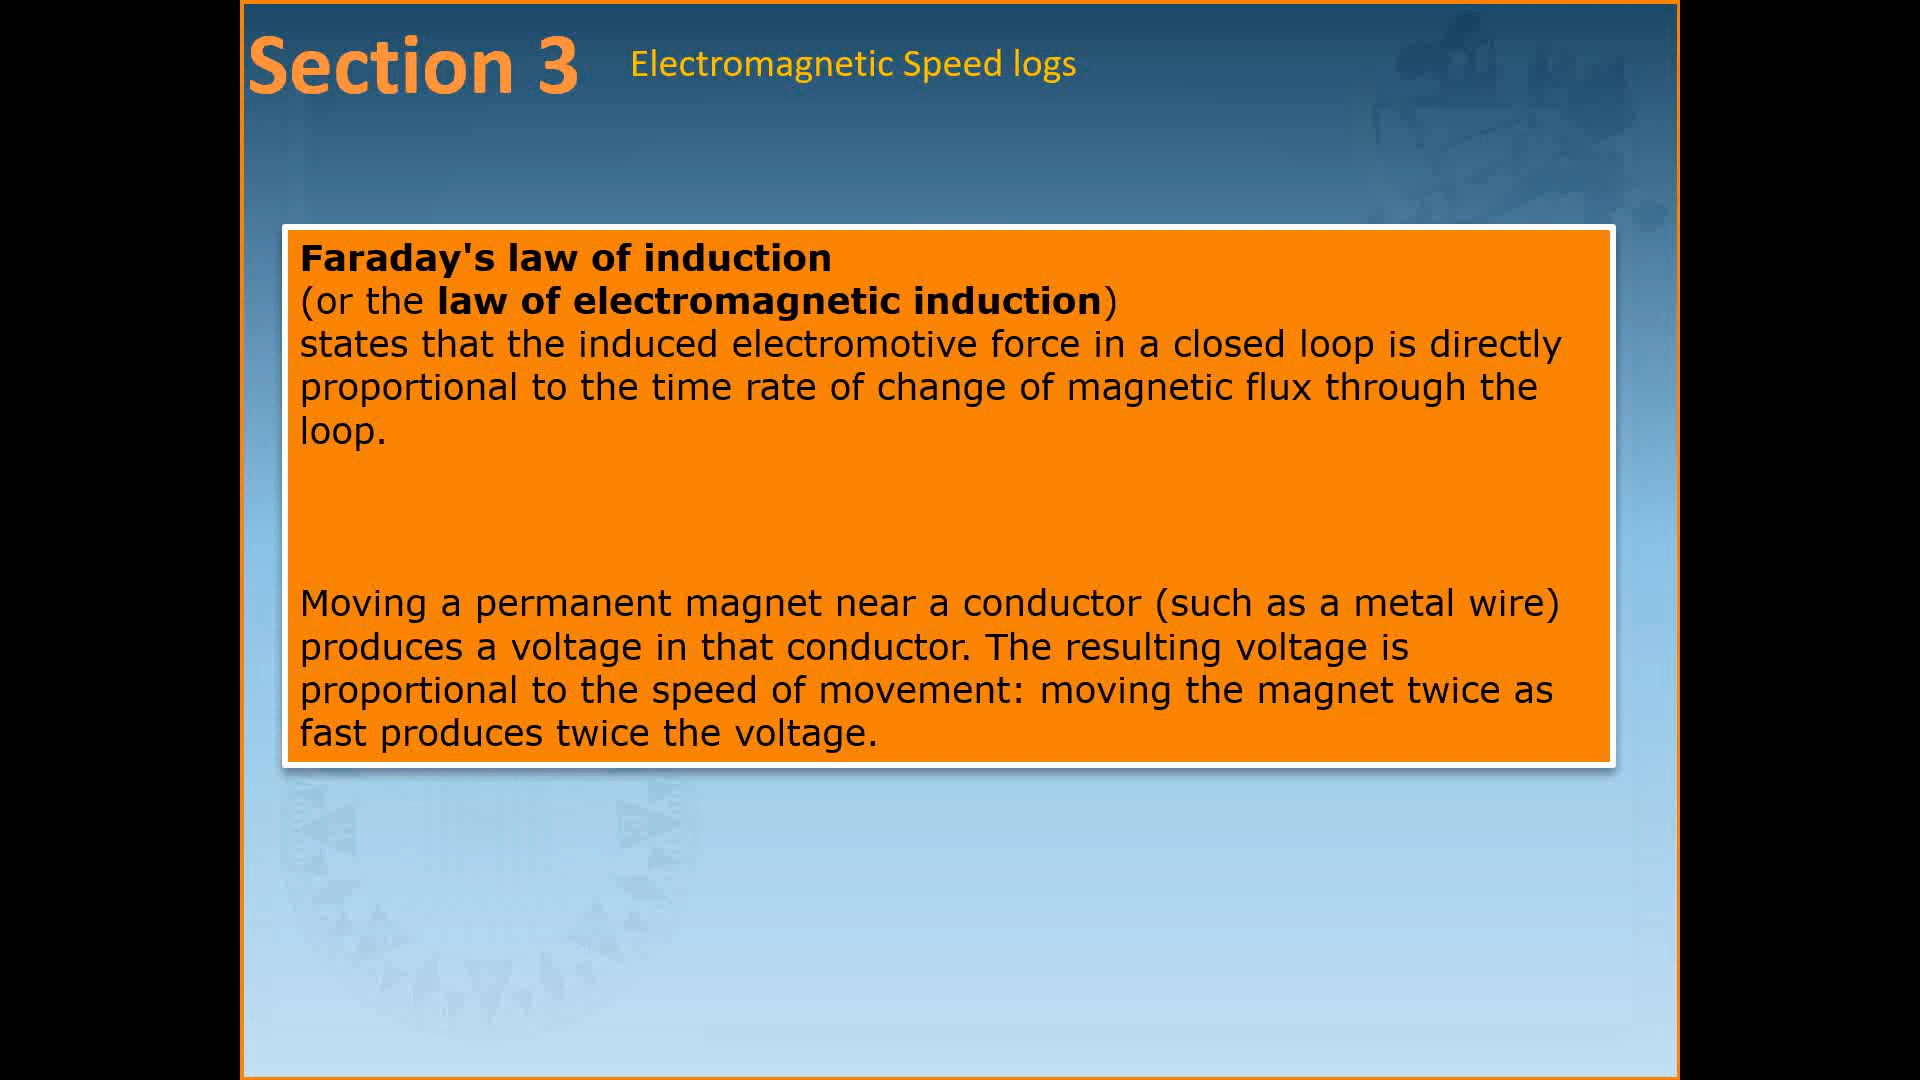 Section 3
Electromagnetic Speed logs
Faraday's law of induction
(or the law of electromagnetic induction)
states that the induced electromotive force in a closed loop is directly
proportional to the time rate of change of magnetic flux through the
loop.
Moving a permanent magnet near a conductor (such as a metal wire)
produces a voltage in that conductor. The resulting voltage is
proportional to the speed of movement: moving the magnet twice as
fast produces twice the voltage.